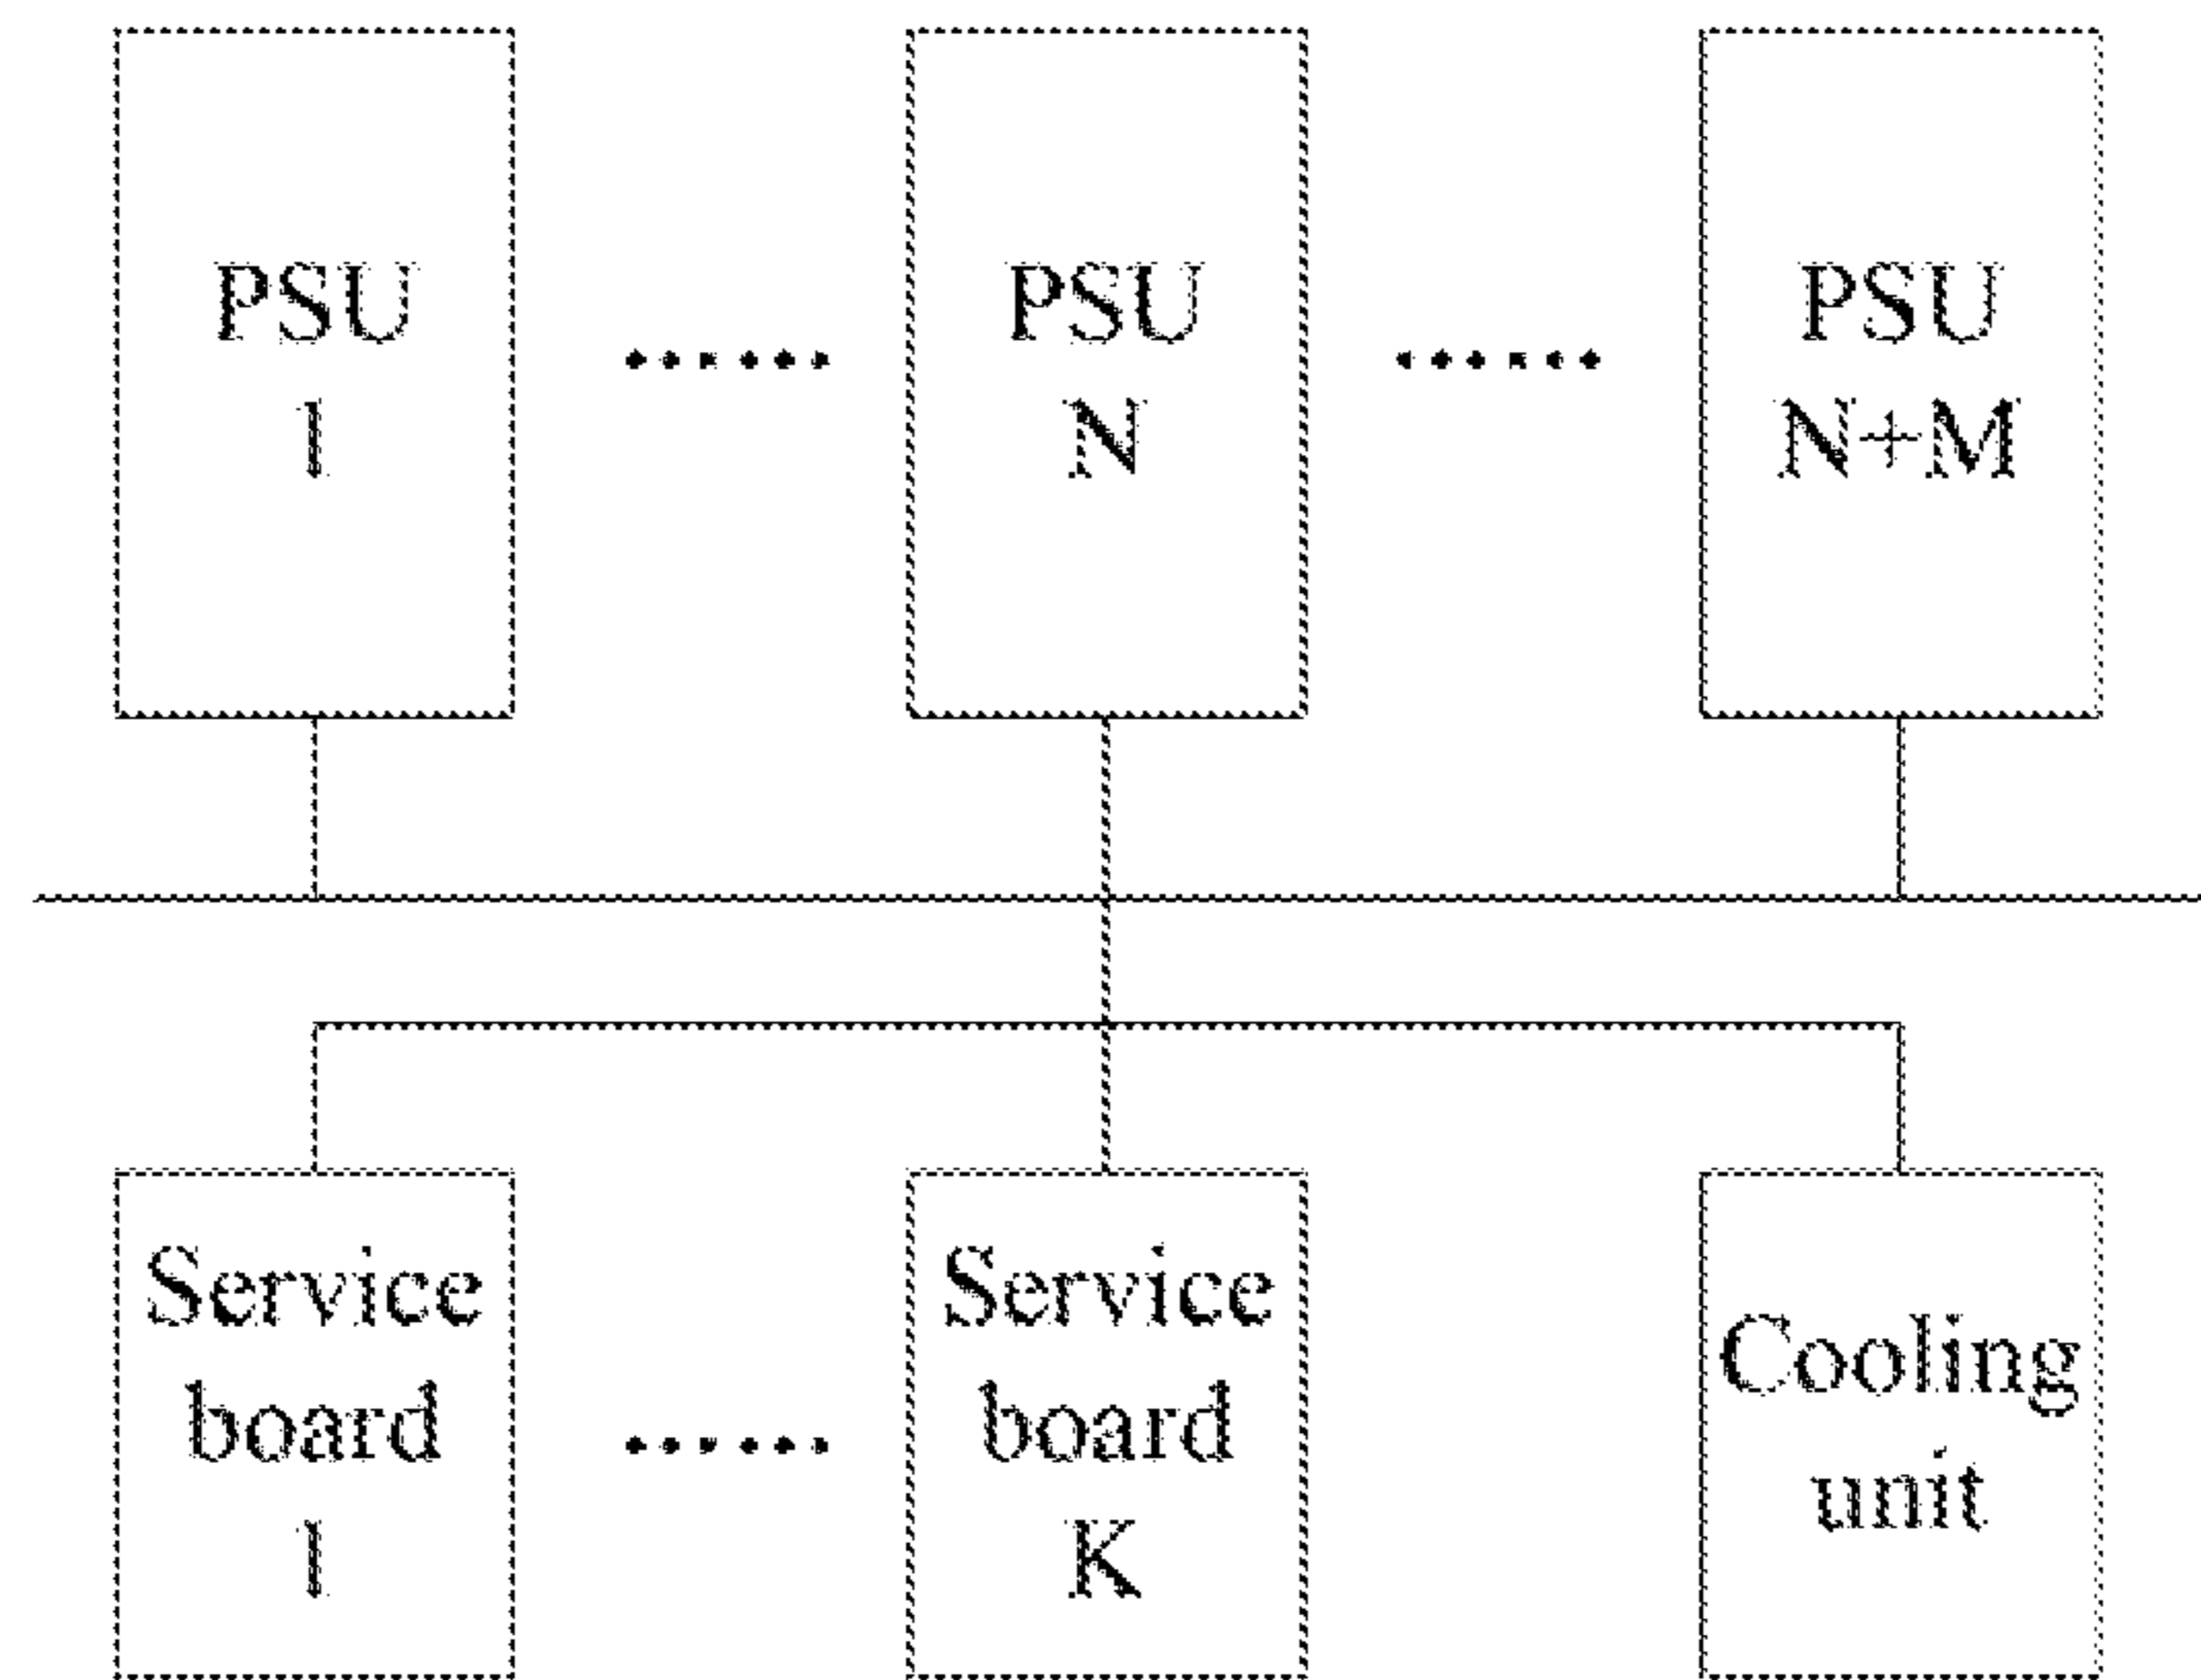 PSU
1
......
PSU
N
......
PSU
N+M
Service
board
1
......
Service
board
K
Cooling
unit